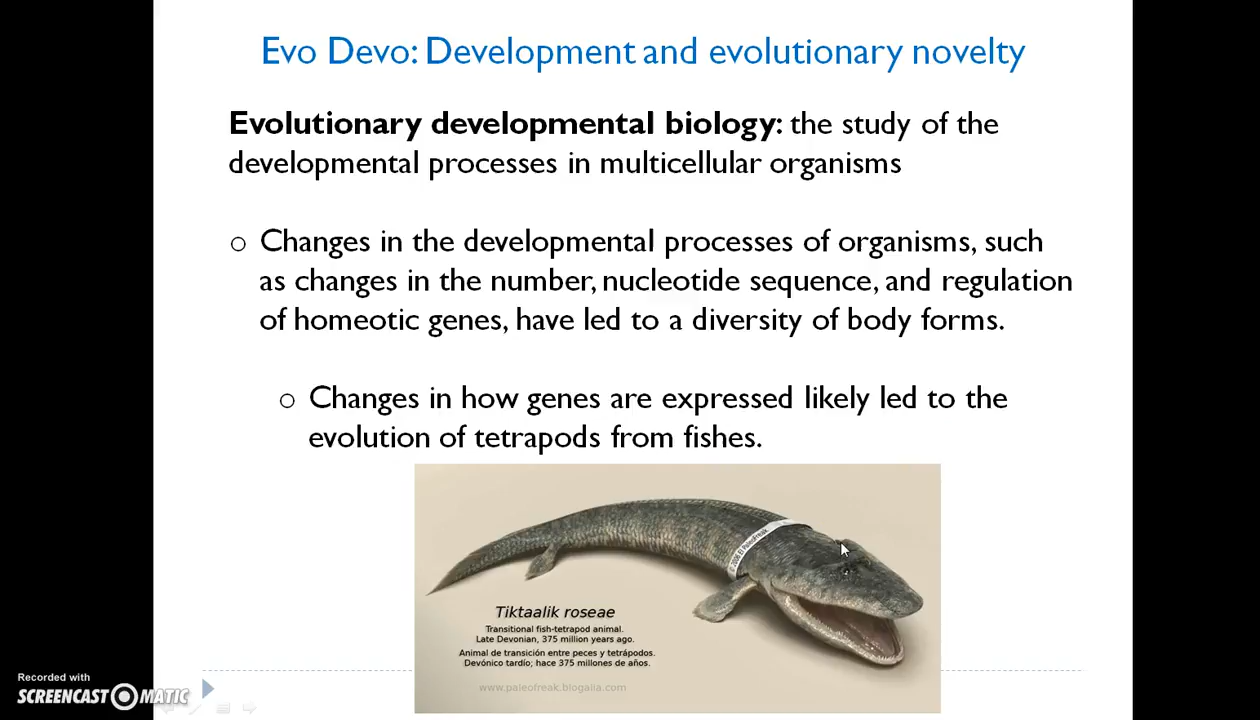 Evo Devo: Development and evolutionary novelty
Evolutionary developmental biology: the study of the
developmental processes in multicellular organisms
Changes in the developmental processes of organisms, such
as changes in the number, nucleotide sequence, and regulation
of homeotic genes, have led to a diversity of body forms.
Changes in how genes are expressed likely led to the
evolution of tetrapods from fishes.
© 2006 El PaleoFreak
Tiktaalik roseae
Transitional fish-tetrapod animal.
Late Devonian, 375 million years ago.
Animal de transición entre peces y tetrápodos.
Devónico tardío; hace 375 millones de años.
www.paleofreak.blogalia.com
Recorded with
SCREENCAST MATIC